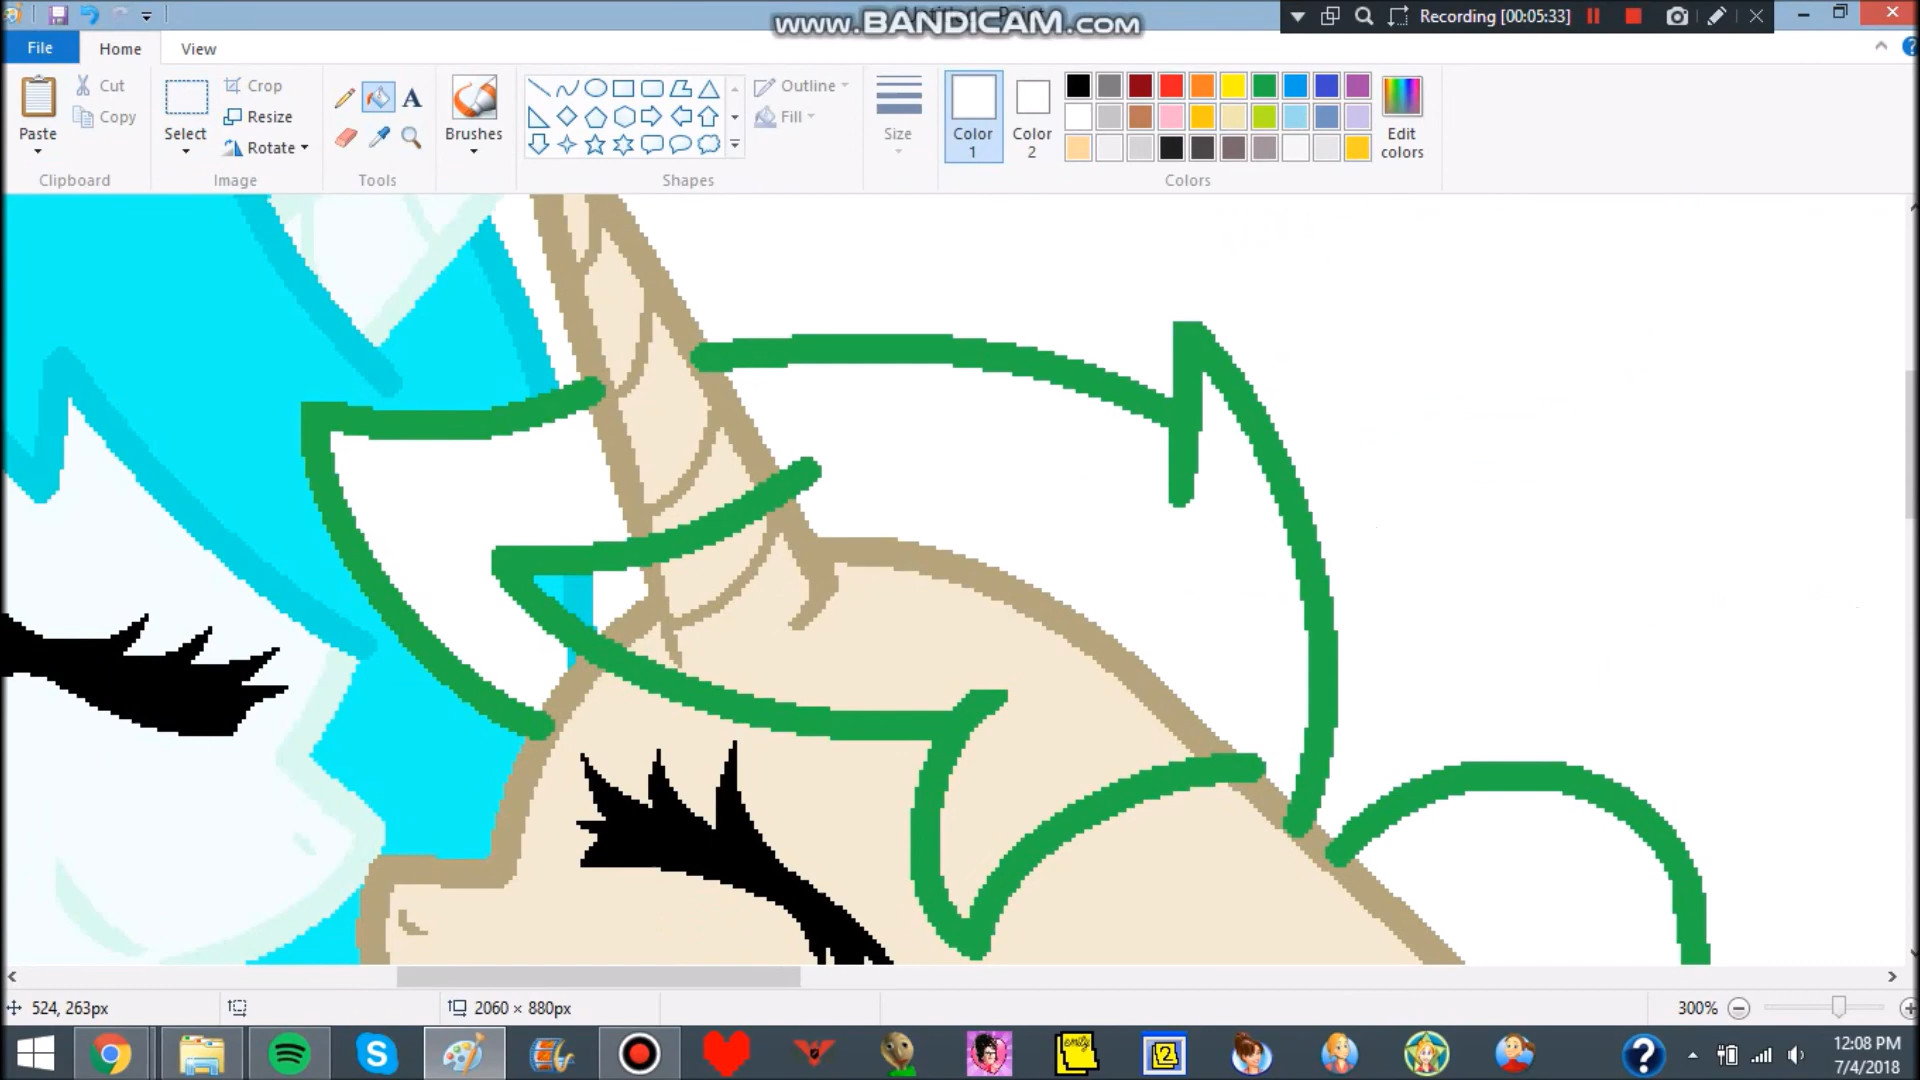 www.BANDICAM.com
Recording [00:05:33]
File Home View
Paste
Cut
Copy
Clipboard
Select
Crop
Resize
Rotate
Image
A
Tools
Brushes
Shapes
Outline
Fill
Size
Color 1
Color 2
Edit colors
Colors
524, 263px
2060 × 880px
300%
emily
2
?
12:08 PM
7/4/2018